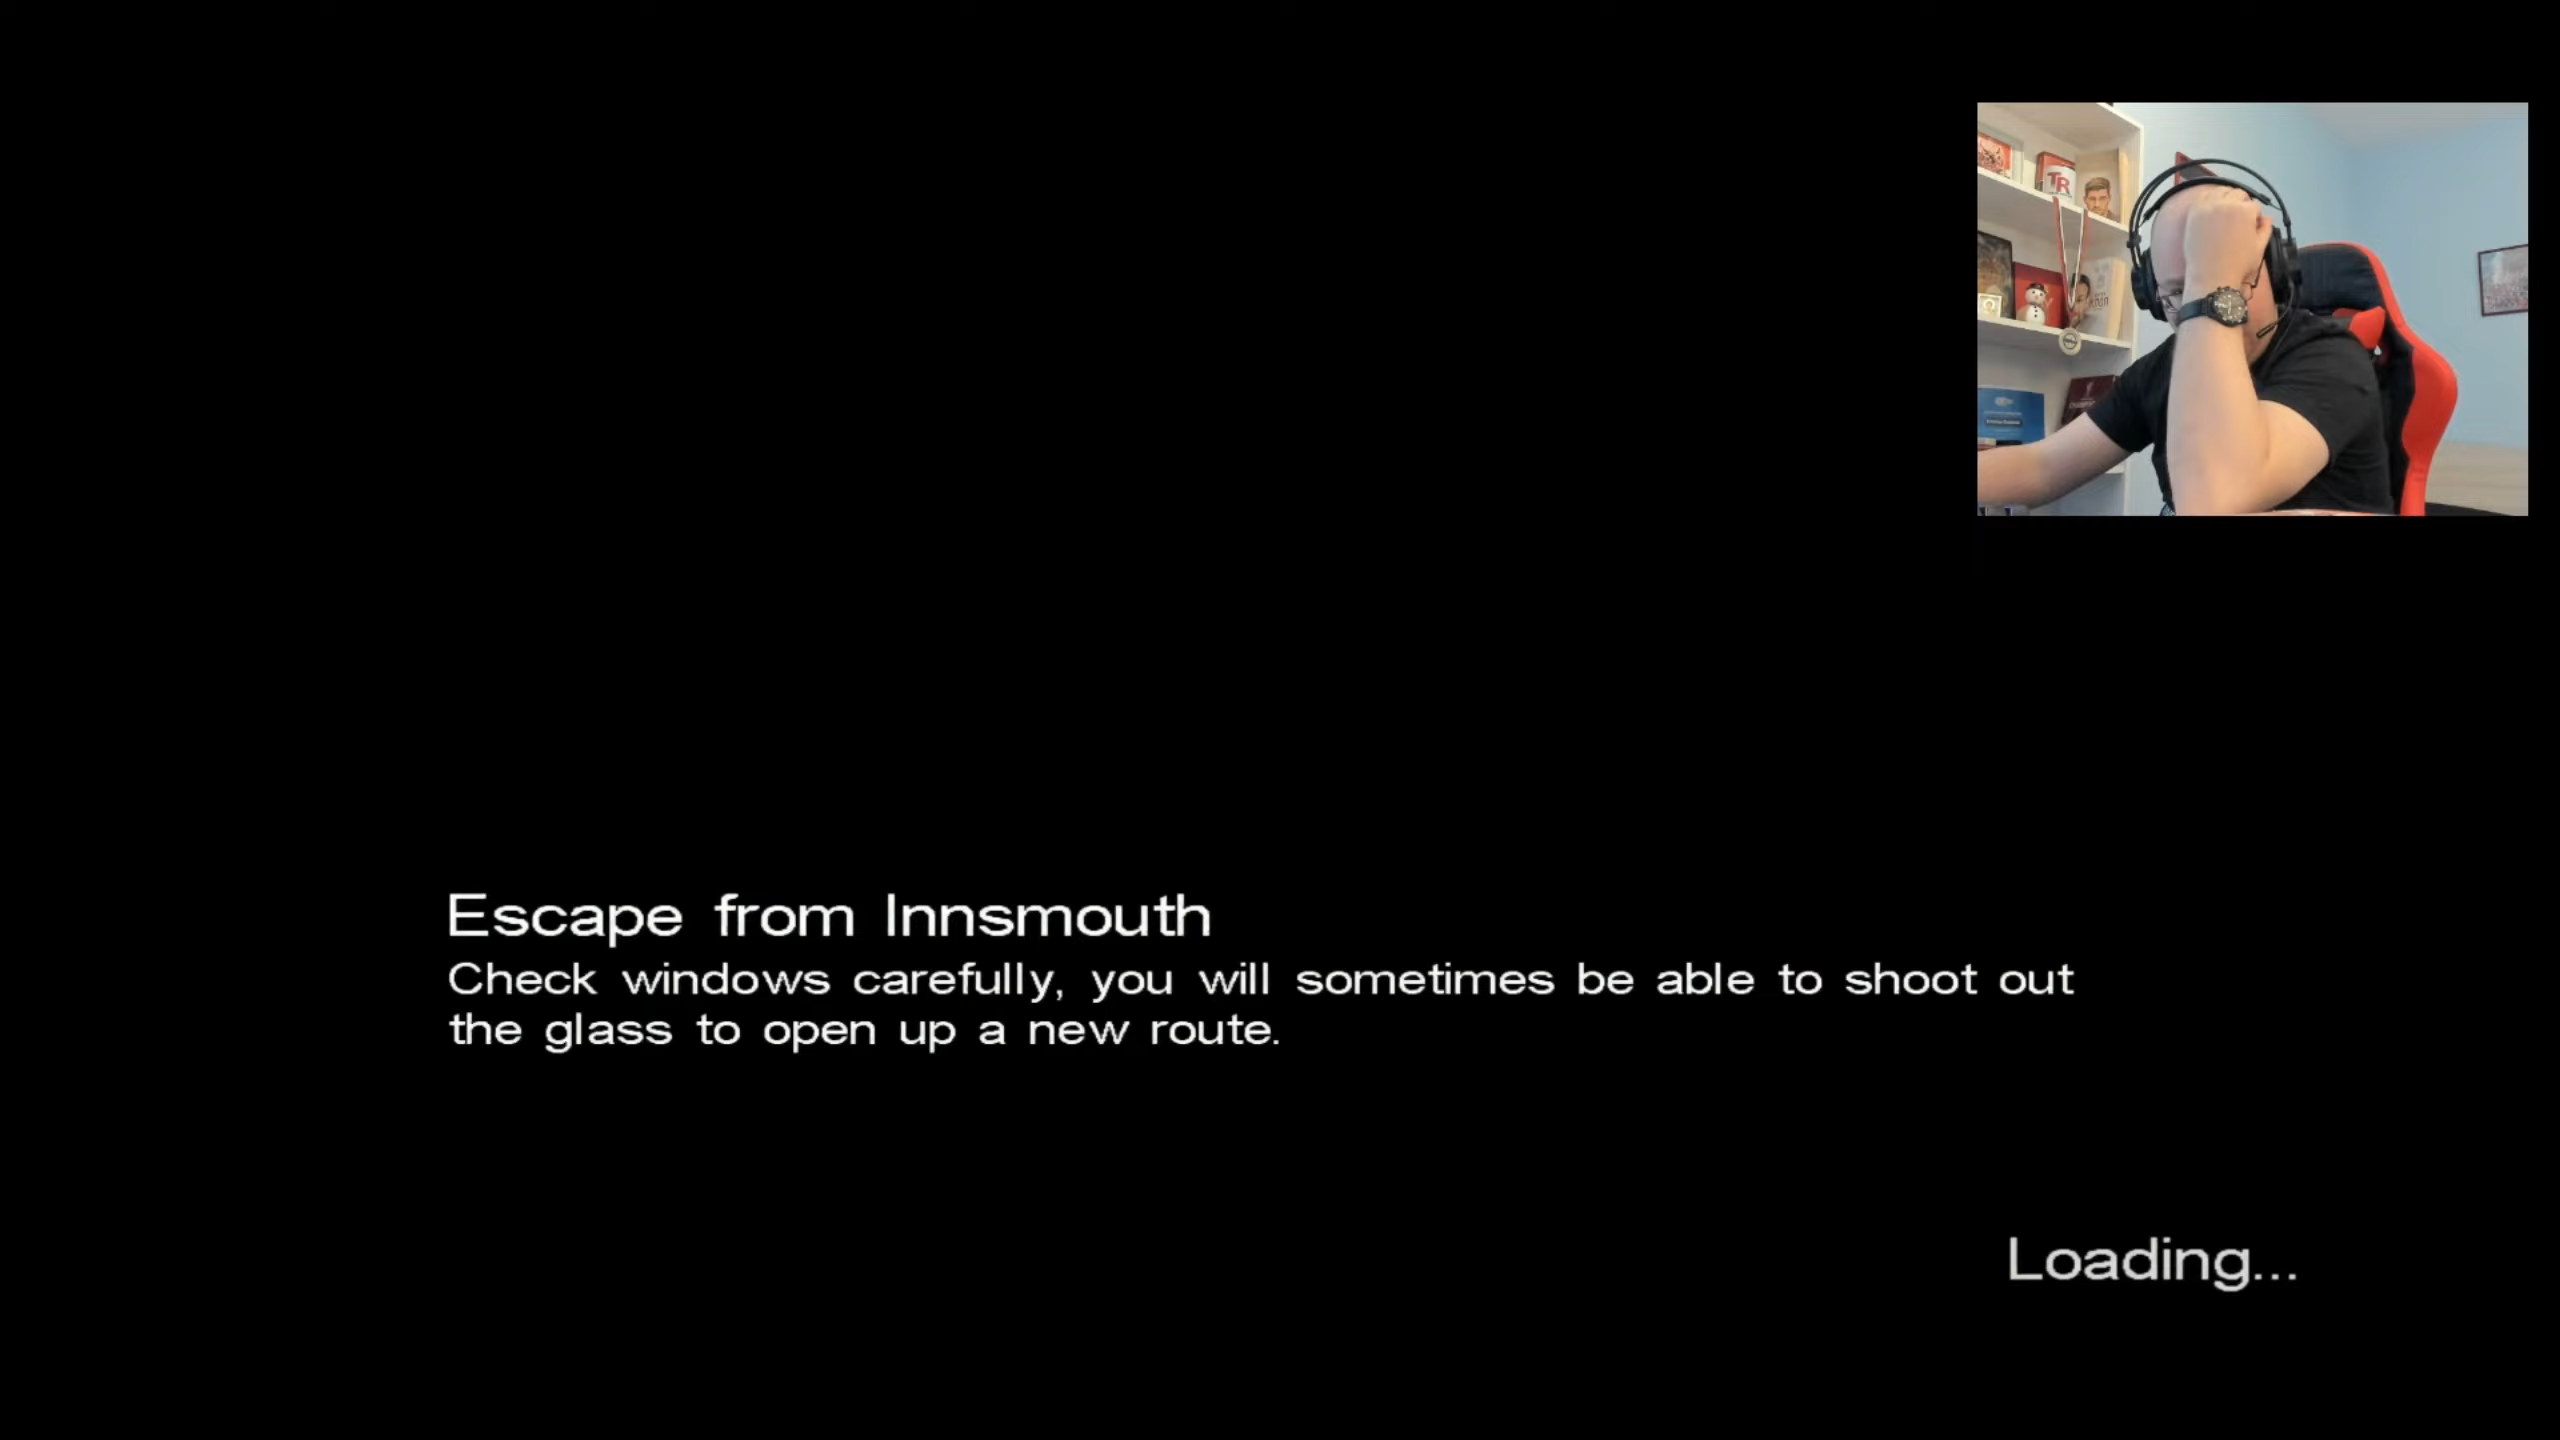 TR
Escape from Innsmouth
Check windows carefully, you will sometimes be able to shoot out
the glass to open up a new route.
Loading...